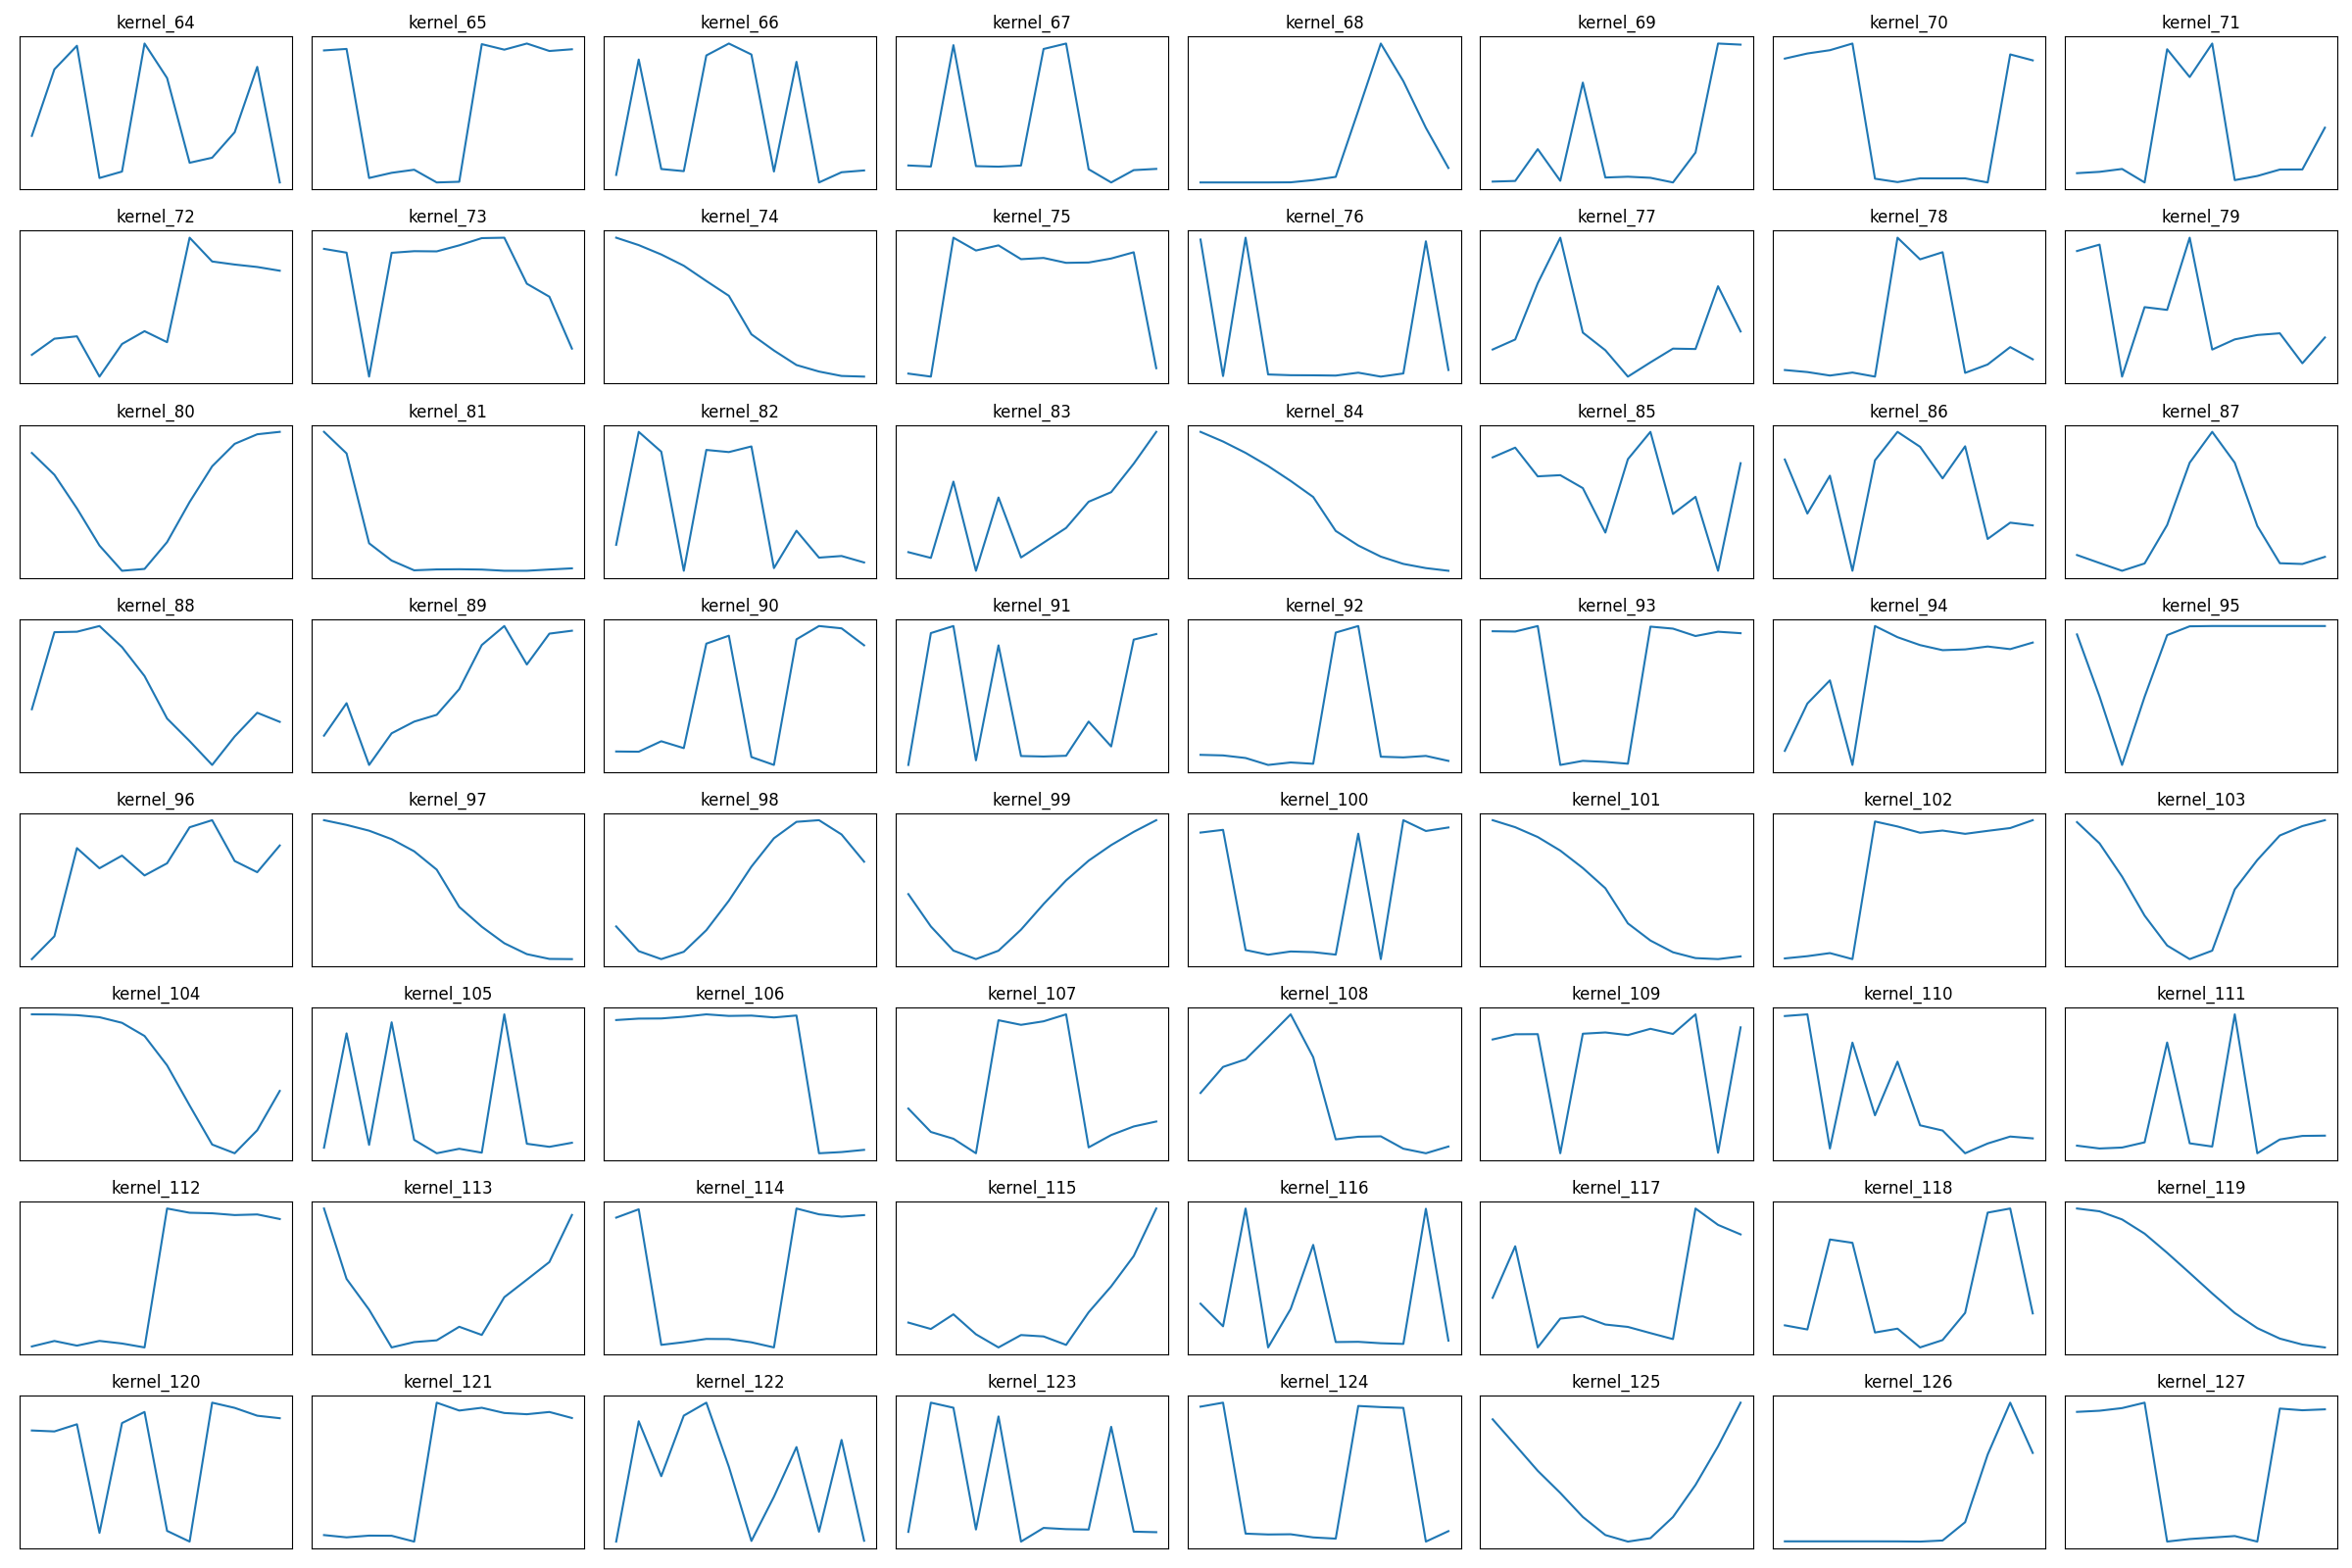 kernel_64 kernel_65 kernel_66 kernel_67 kernel_68 kernel_69 kernel_70 kernel_71
kernel_72 kernel_73 kernel_74 kernel_75 kernel_76 kernel_77 kernel_78 kernel_79
kernel_80 kernel_81 kernel_82 kernel_83 kernel_84 kernel_85 kernel_86 kernel_87
kernel_88 kernel_89 kernel_90 kernel_91 kernel_92 kernel_93 kernel_94 kernel_95
kernel_96 kernel_97 kernel_98 kernel_99 kernel_100 kernel_101 kernel_102 kernel_103
kernel_104 kernel_105 kernel_106 kernel_107 kernel_108 kernel_109 kernel_110 kernel_111
kernel_112 kernel_113 kernel_114 kernel_115 kernel_116 kernel_117 kernel_118 kernel_119
kernel_120 kernel_121 kernel_122 kernel_123 kernel_124 kernel_125 kernel_126 kernel_127